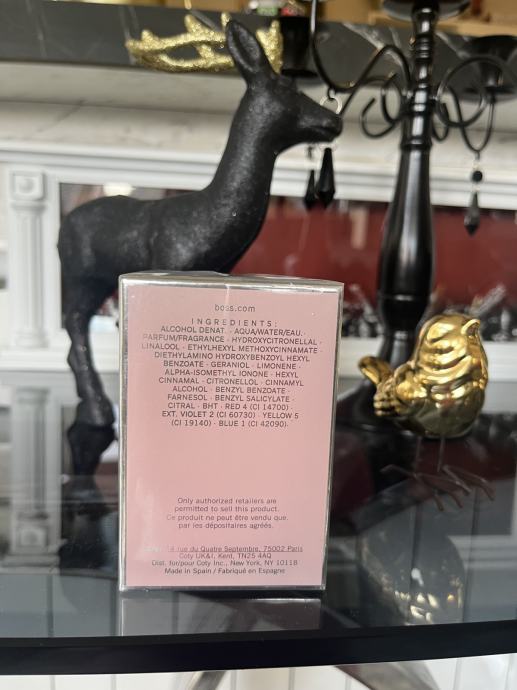 boss.com
INGREDIENTS:
ALCOHOL DENAT. · AQUA/WATER/EAU ·
PARFUM/FRAGRANCE · HYDROXYCITRONELLAL ·
LINALOOL · ETHYLHEXYL METHOXYCINNAMATE ·
DIETHYLAMINO HYDROXYBENZOYL HEXYL
BENZOATE · GERANIOL · LIMONENE ·
ALPHA-ISOMETHYL IONONE · HEXYL
CINNAMAL · CITRONELLOL · CINNAMYL
ALCOHOL · BENZYL BENZOATE ·
FARNESOL · BENZYL SALICYLATE ·
CITRAL · BHT · RED 4 (CI 14700) ·
EXT. VIOLET 2 (CI 60730) · YELLOW 5
(CI 19140) · BLUE 1 (CI 42090).
Only authorized retailers are
permitted to sell this product.
Ce produit ne peut être vendu que
par les dépositaires agréés.
4 rue du Quatre Septembre, 75002 Paris
Coty UK&I, Kent, TN25 4AQ
Dist. for/pour Coty Inc., New York, NY 10118
Made in Spain / Fabriqué en Espagne